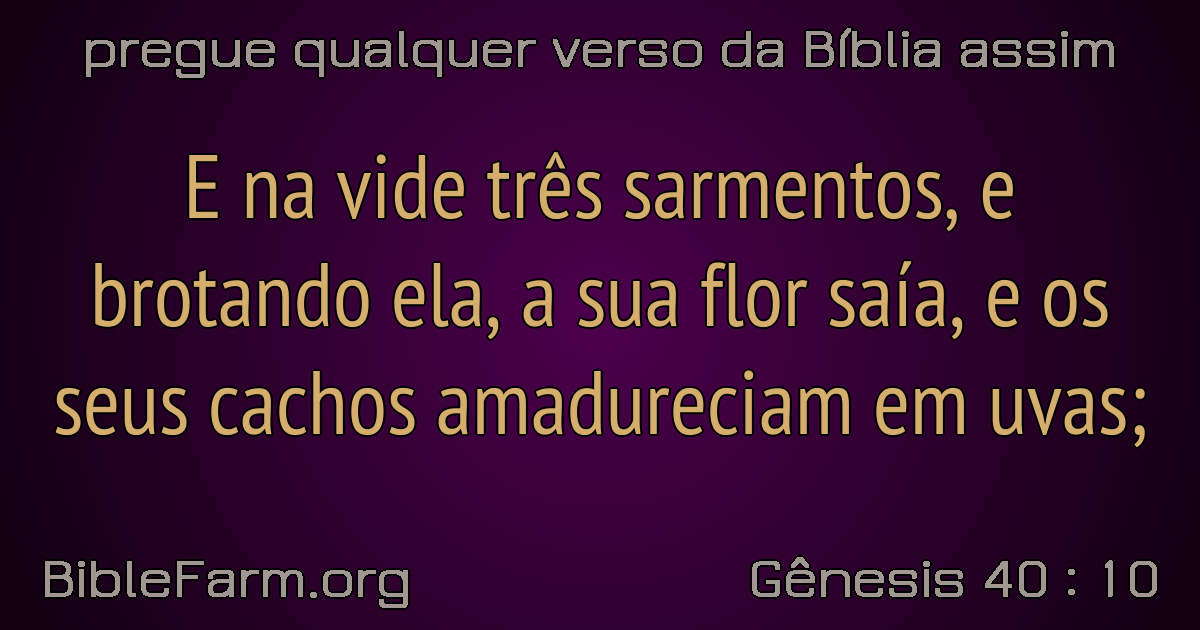 pregue qualquer verso da Bíblia assim
E na vide três sarmentos, e
brotando ela, a sua flor saía, e os
seus cachos amadureciam em uvas;
BibleFarm.org
Gênesis 40 : 10